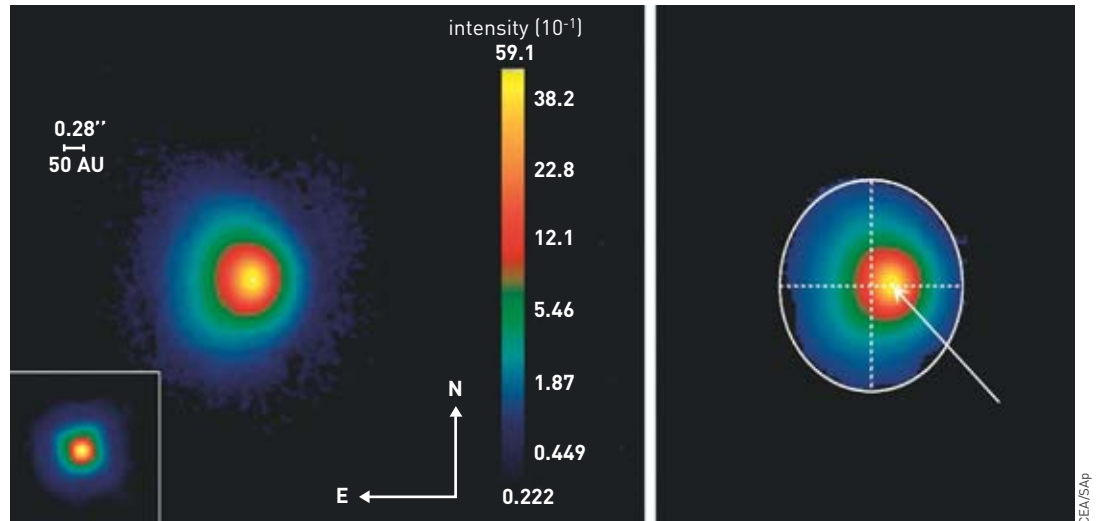 intensity (10-1)
59.1
38.2
22.8
12.1
5.46
1.87
0.449
0.222
0.28’’
50 AU
N
E
CEA/SAp